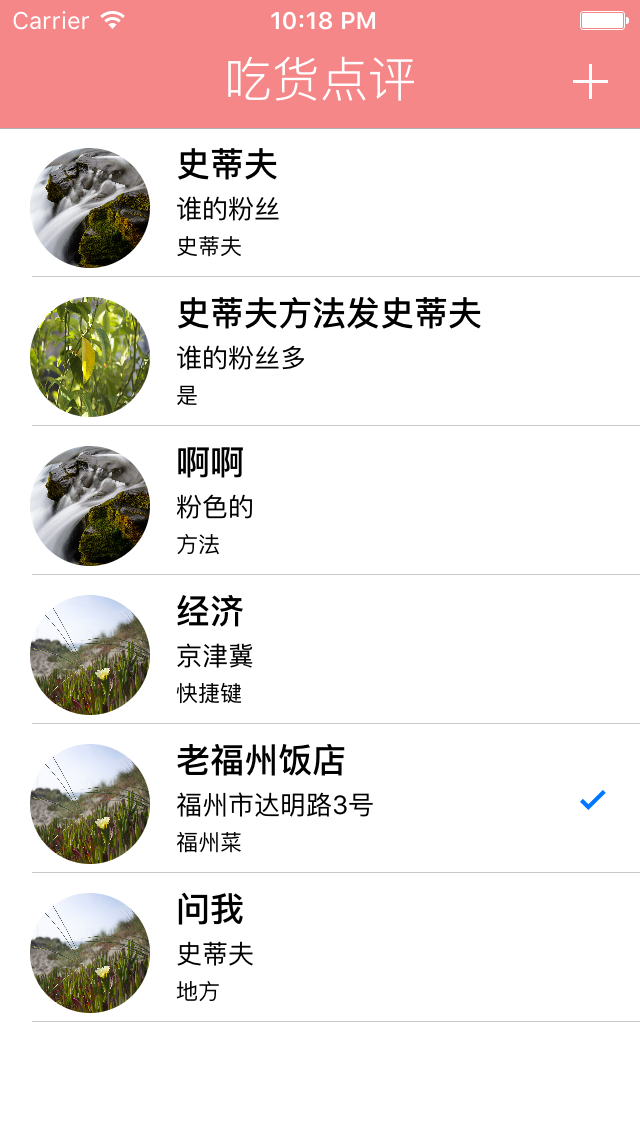 Carrier 10:18 PM
吃货点评
史蒂夫
谁的粉丝
史蒂夫
史蒂夫方法发史蒂夫
谁的粉丝多
是
啊啊
粉色的
方法
经济
京津冀
快捷键
老福州饭店
福州市达明路3号
福州菜
问我
史蒂夫
地方